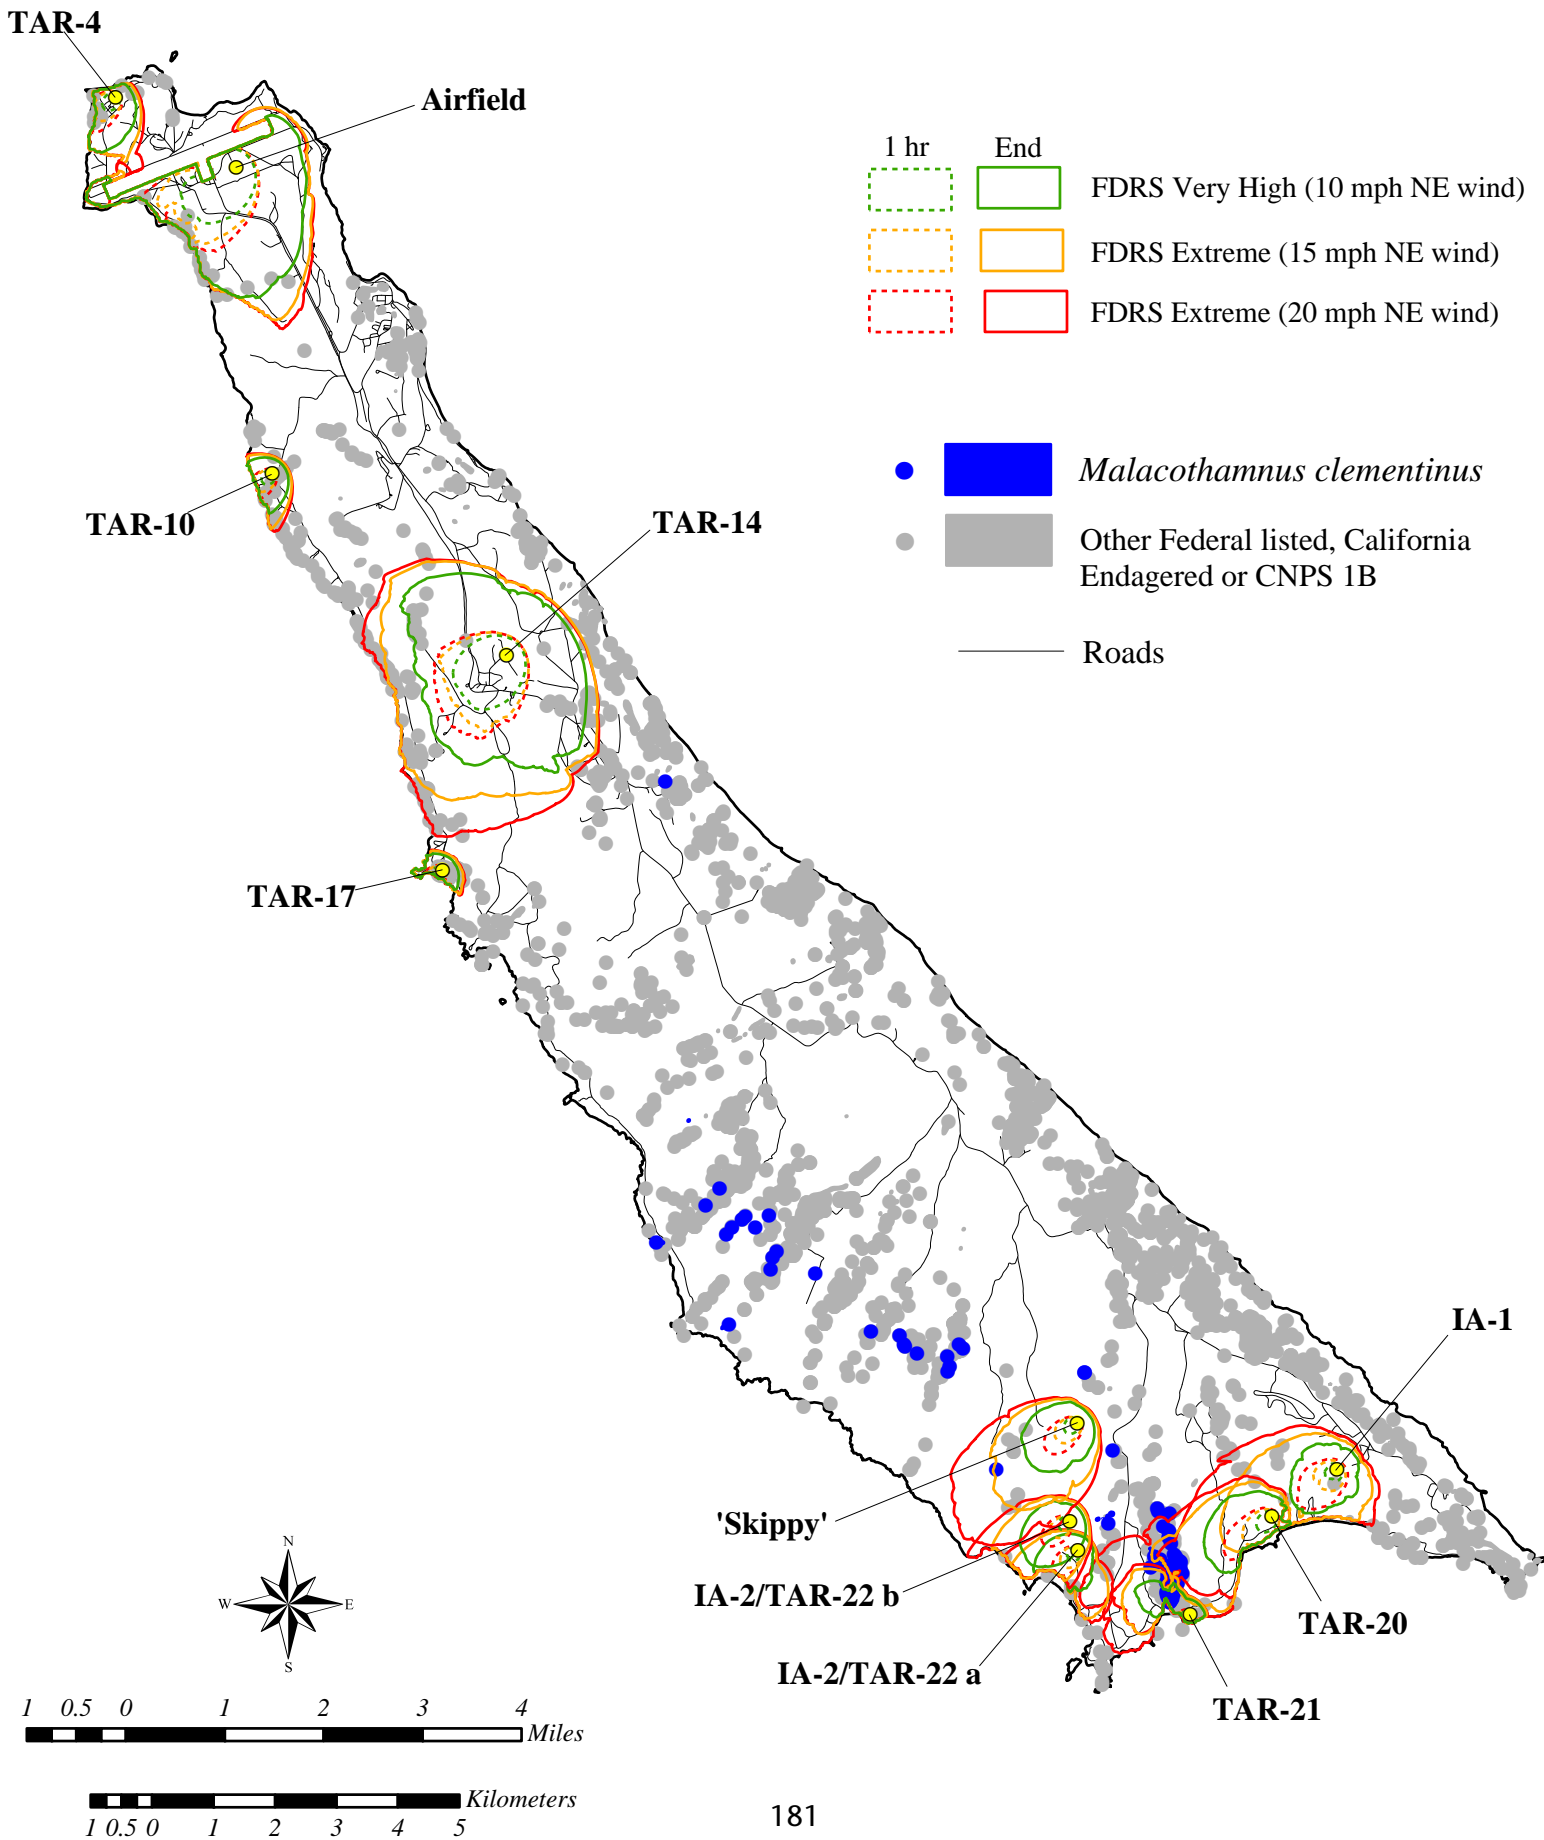 TAR-4
Airfield
1 hr End
FDRS Very High (10 mph NE wind)
FDRS Extreme (15 mph NE wind)
FDRS Extreme (20 mph NE wind)
Malacothamnus clementinus
Other Federal listed, California
Endagered or CNPS 1B
Roads
TAR-10
TAR-14
TAR-17
IA-1
'Skippy'
IA-2/TAR-22 b
TAR-20
IA-2/TAR-22 a
TAR-21
N
W E
S
1 0.5 0 1 2 3 4
Miles
Kilometers
1 0.5 0 1 2 3 4 5
181